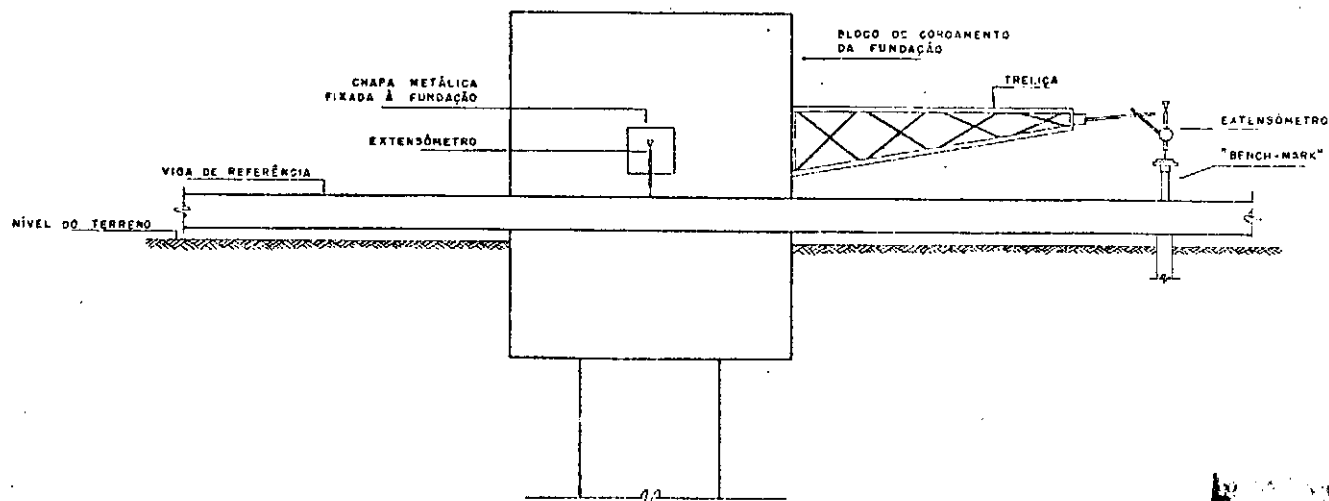 BLOCO DE COROAMENTO
DA FUNDAÇÃO
CHAPA METÁLICA
FIXADA À FUNDAÇÃO
TRELIÇA
EXTENSÔMETRO
EXTENSÔMETRO
"BENCH-MARK"
VIGA DE REFERÊNCIA
NÍVEL DO TERRENO